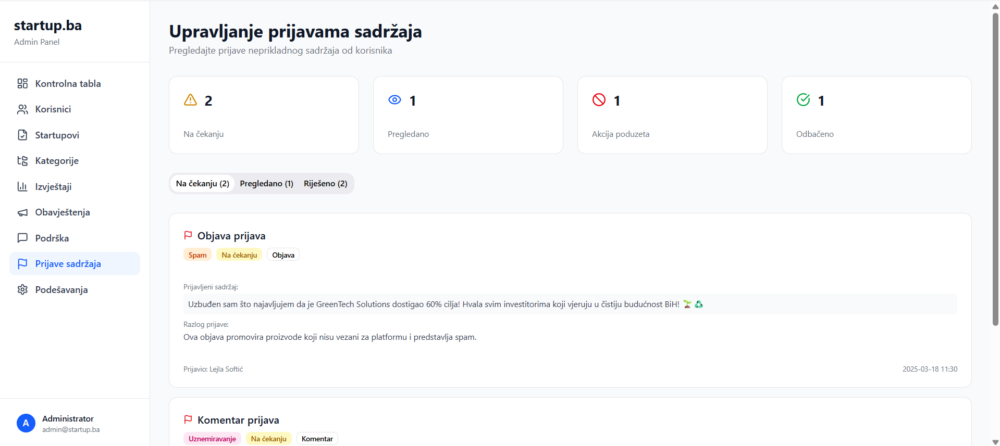 startup.ba
Admin Panel
Kontrolna tabla
Korisnici
Startupovi
Kategorije
Izvještaji
Obavještenja
Podrška
Prijave sadržaja
Podešavanja
A
Administrator
admin@startup.ba
Upravljanje prijavama sadržaja
Pregledajte prijave neprikladnog sadržaja od korisnika
2
Na čekanju
1
Pregledano
1
Akcija poduzeta
1
Odbačeno
Na čekanju (2) Pregledano (1) Riješeno (2)
Objava prijava
Spam Na čekanju Objava
Prijavljeni sadržaj:
Uzbuđen sam što najavljujem da je GreenTech Solutions dostigao 60% cilja! Hvala svim investitorima koji vjeruju u čistiju budućnost BiH! 🌱 ♻️
Razlog prijave:
Ova objava promovira proizvode koji nisu vezani za platformu i predstavlja spam.
Prijavio: Lejla Softić 2025-03-18 11:30
Komentar prijava
Uznemiravanje Na čekanju Komentar